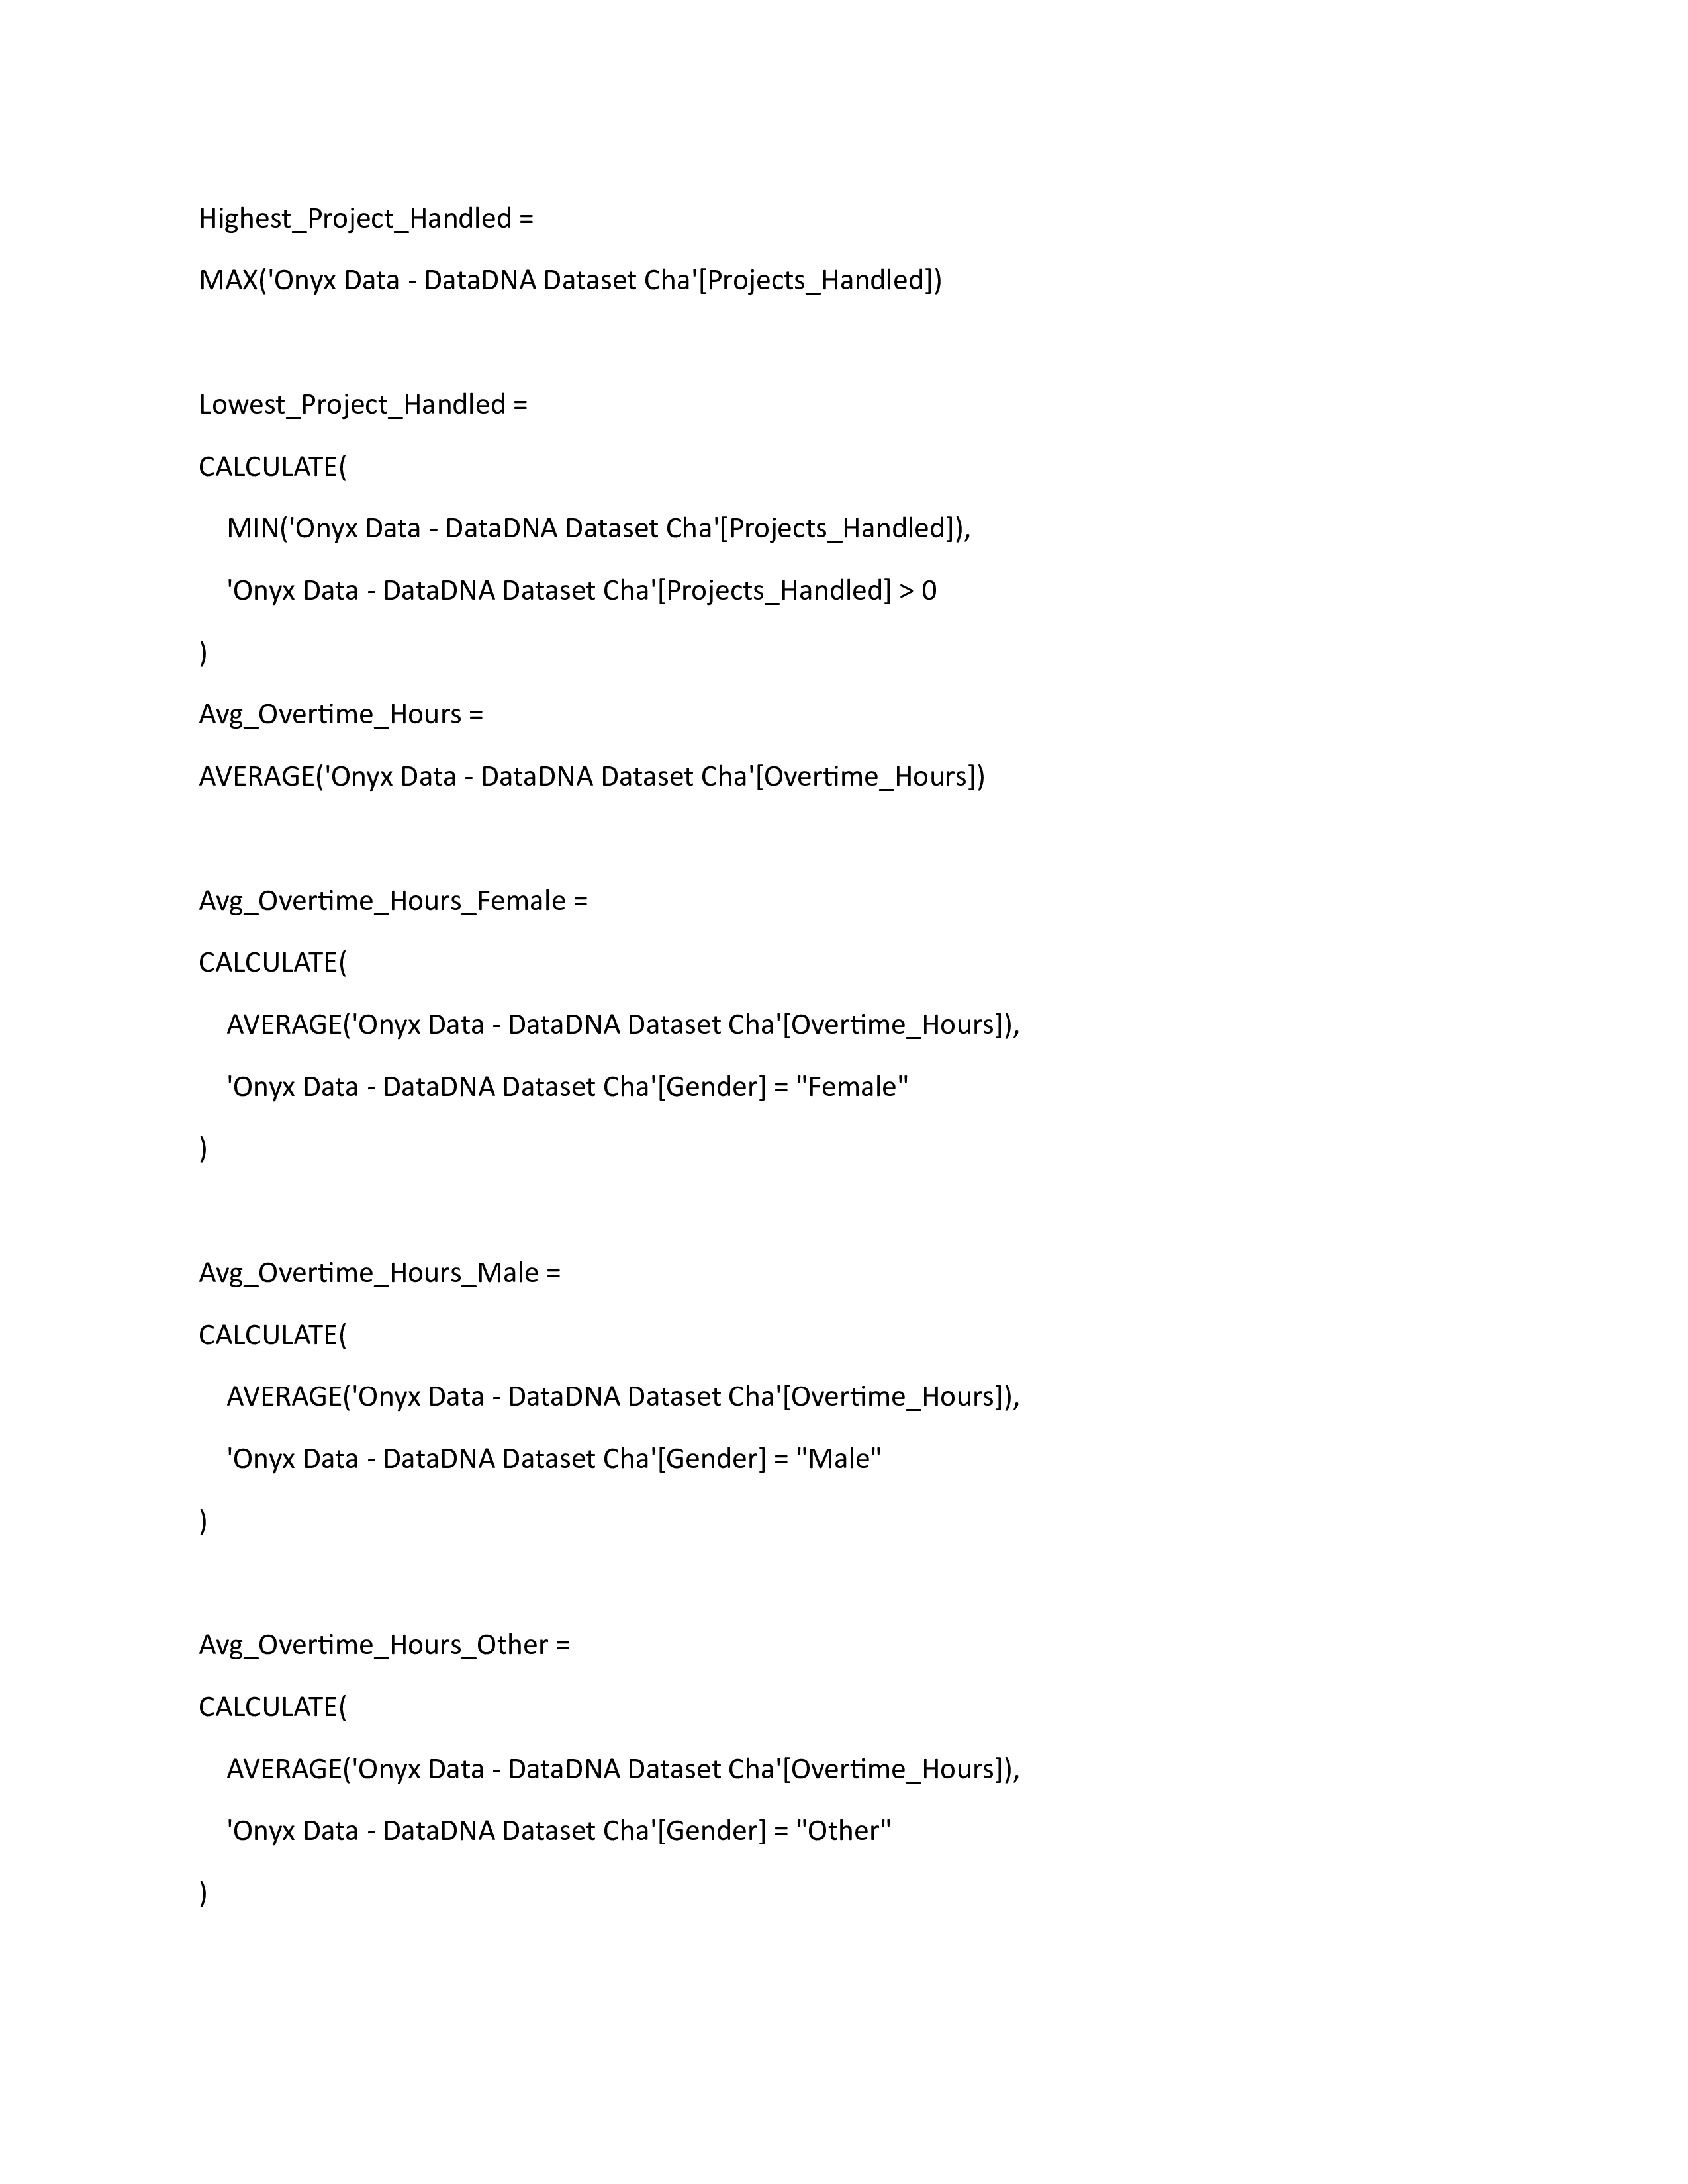 Highest_Project_Handled =
MAX('Onyx Data - DataDNA Dataset Cha'[Projects_Handled])
Lowest_Project_Handled =
CALCULATE(
MIN('Onyx Data - DataDNA Dataset Cha'[Projects_Handled]),
'Onyx Data - DataDNA Dataset Cha'[Projects_Handled] > 0
)
Avg_Overtime_Hours =
AVERAGE('Onyx Data - DataDNA Dataset Cha'[Overtime_Hours])
Avg_Overtime_Hours_Female =
CALCULATE(
AVERAGE('Onyx Data - DataDNA Dataset Cha'[Overtime_Hours]),
'Onyx Data - DataDNA Dataset Cha'[Gender] = "Female"
)
Avg_Overtime_Hours_Male =
CALCULATE(
AVERAGE('Onyx Data - DataDNA Dataset Cha'[Overtime_Hours]),
'Onyx Data - DataDNA Dataset Cha'[Gender] = "Male"
)
Avg_Overtime_Hours_Other =
CALCULATE(
AVERAGE('Onyx Data - DataDNA Dataset Cha'[Overtime_Hours]),
'Onyx Data - DataDNA Dataset Cha'[Gender] = "Other"
)